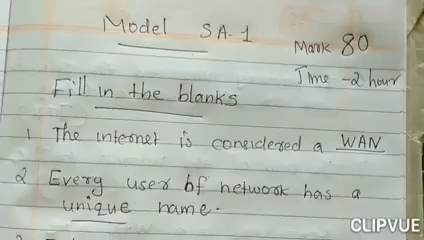 Model SA-1
Mark 80
Time -2 hour
Fill in the blanks
1 The internet is considered a WAN
2 Every user of network has a
unique name.
CLIPVUE